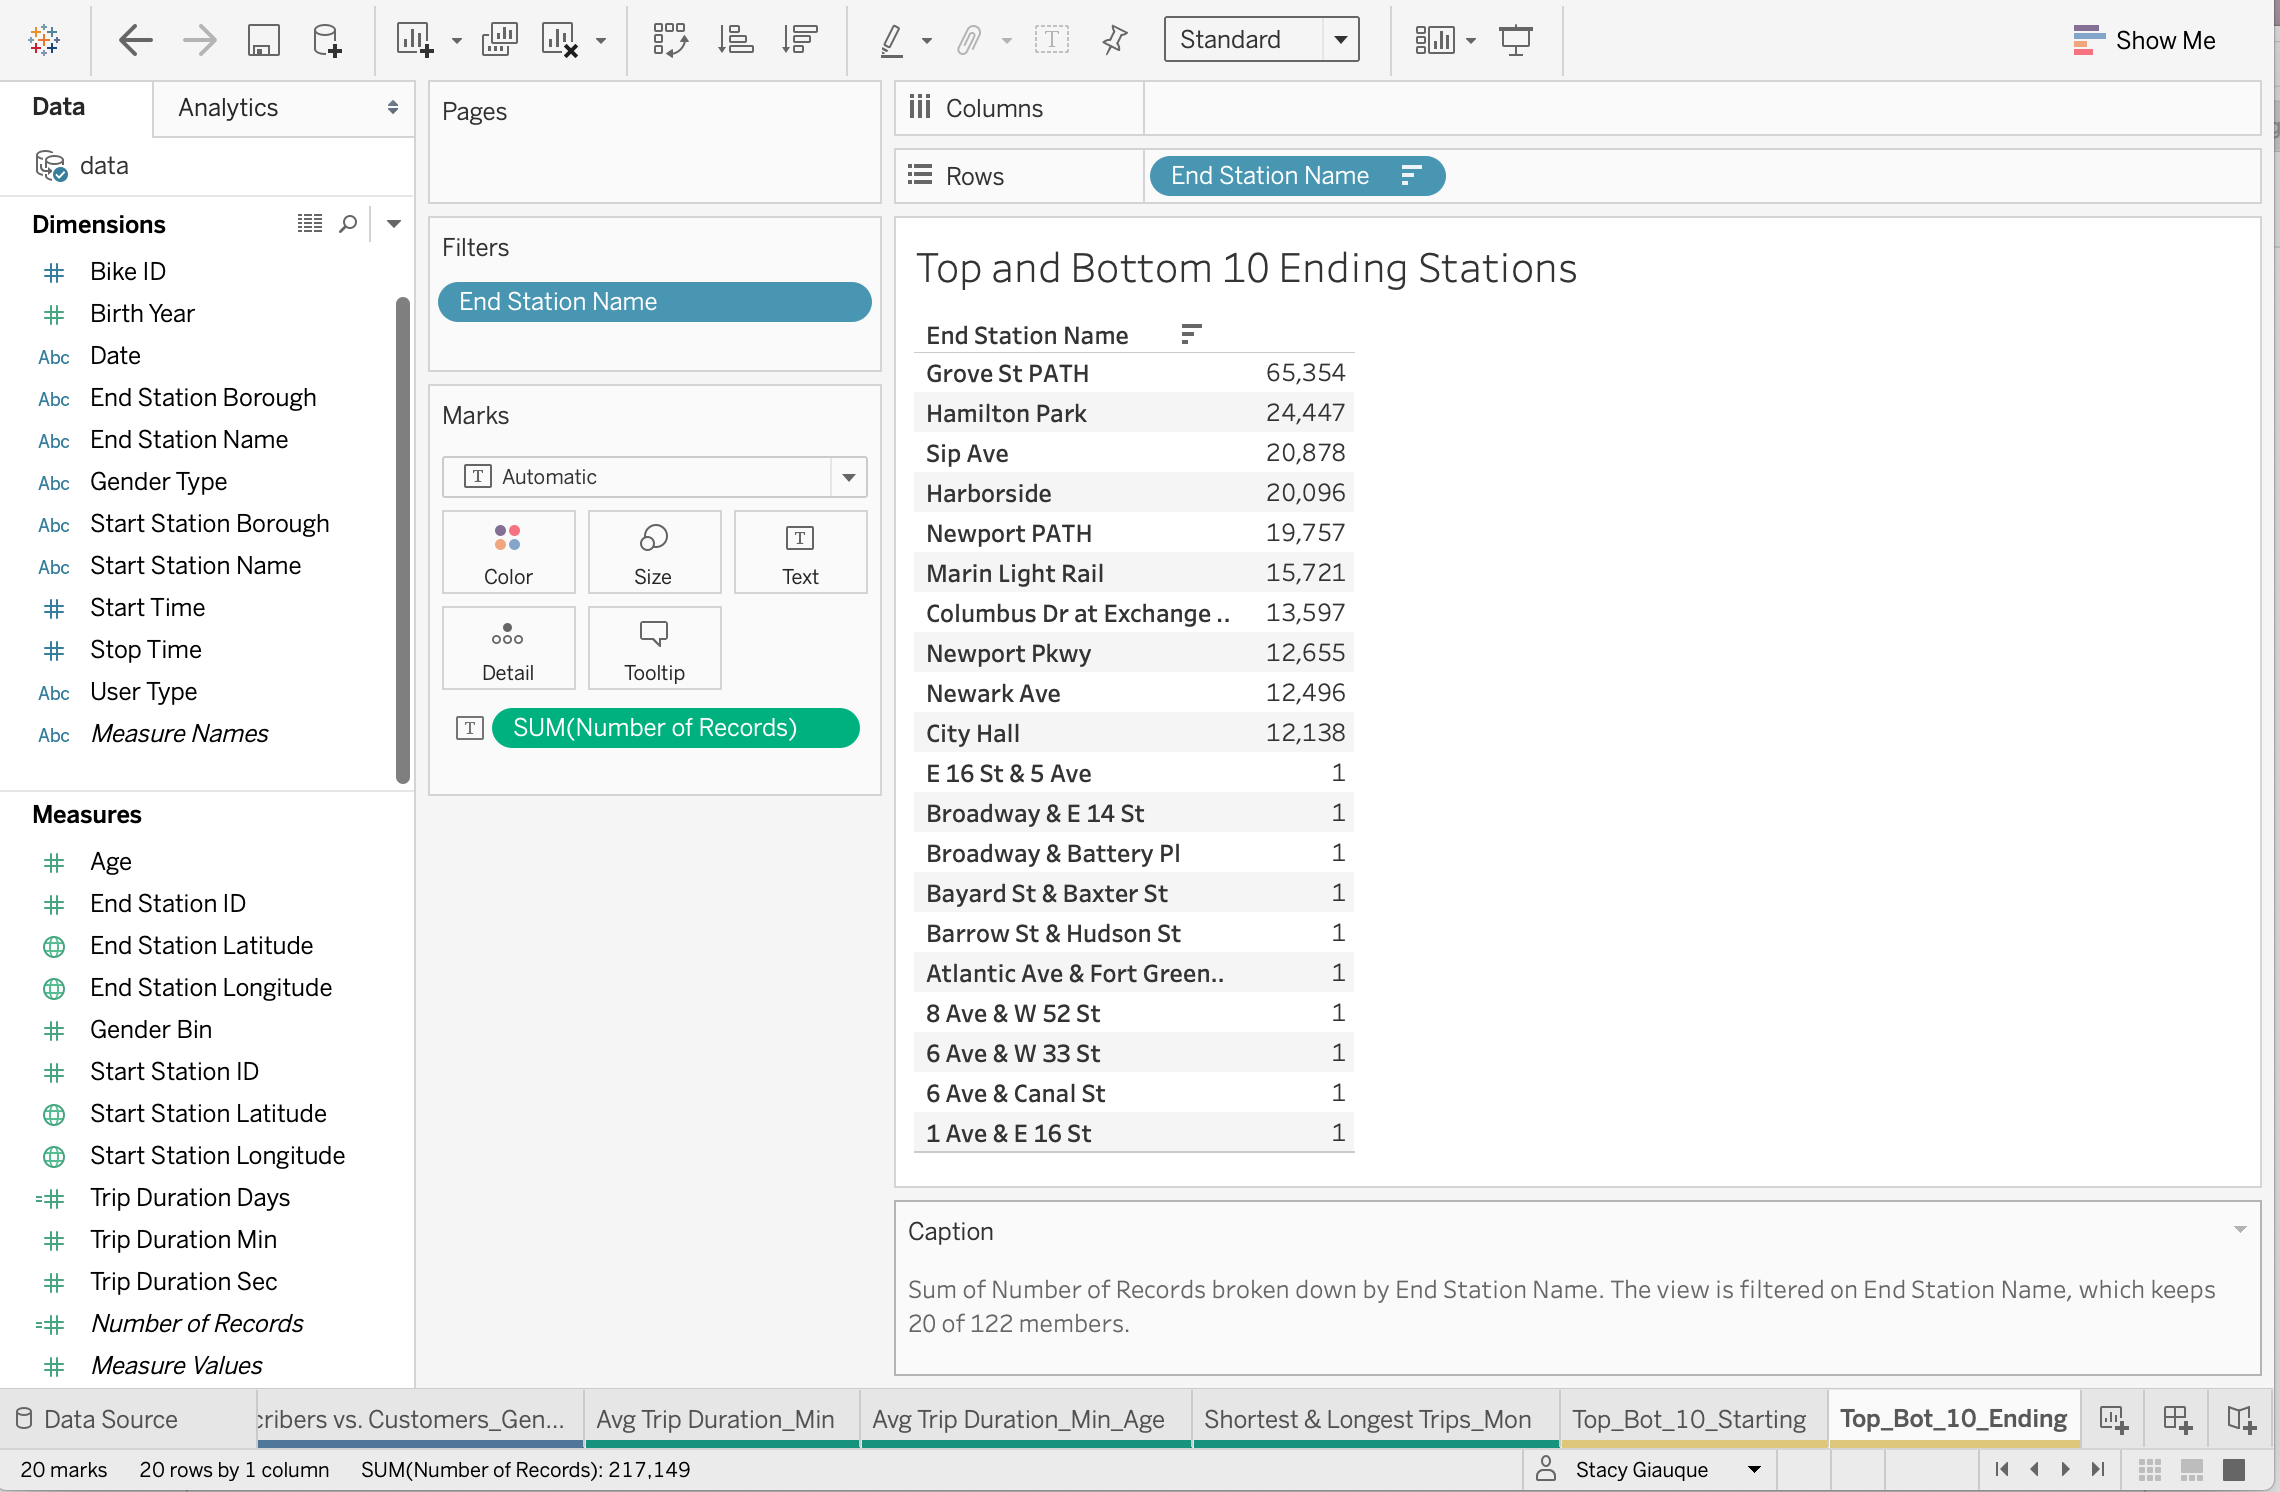 Standard
Show Me
Data
Analytics
data
Dimensions
Bike ID
Birth Year
Abc Date
Abc End Station Borough
Abc End Station Name
Abc Gender Type
Abc Start Station Borough
Abc Start Station Name
Start Time
Stop Time
Abc User Type
Abc Measure Names
Measures
Age
End Station ID
End Station Latitude
End Station Longitude
Gender Bin
Start Station ID
Start Station Latitude
Start Station Longitude
Trip Duration Days
Trip Duration Min
Trip Duration Sec
Number of Records
Measure Values
Pages
Filters
End Station Name
Marks
Automatic
Color
Size
Text
Detail
Tooltip
SUM(Number of Records)
Columns
Rows
End Station Name
Top and Bottom 10 Ending Stations
End Station Name
Grove St PATH 65,354
Hamilton Park 24,447
Sip Ave 20,878
Harborside 20,096
Newport PATH 19,757
Marin Light Rail 15,721
Columbus Dr at Exchange .. 13,597
Newport Pkwy 12,655
Newark Ave 12,496
City Hall 12,138
E 16 St & 5 Ave 1
Broadway & E 14 St 1
Broadway & Battery Pl 1
Bayard St & Baxter St 1
Barrow St & Hudson St 1
Atlantic Ave & Fort Green.. 1
8 Ave & W 52 St 1
6 Ave & W 33 St 1
6 Ave & Canal St 1
1 Ave & E 16 St 1
Caption
Sum of Number of Records broken down by End Station Name. The view is filtered on End Station Name, which keeps
20 of 122 members.
Data Source
cribers vs. Customers_Gen...
Avg Trip Duration_Min
Avg Trip Duration_Min_Age
Shortest & Longest Trips_Mon
Top_Bot_10_Starting
Top_Bot_10_Ending
20 marks
20 rows by 1 column
SUM(Number of Records): 217,149
Stacy Giauque